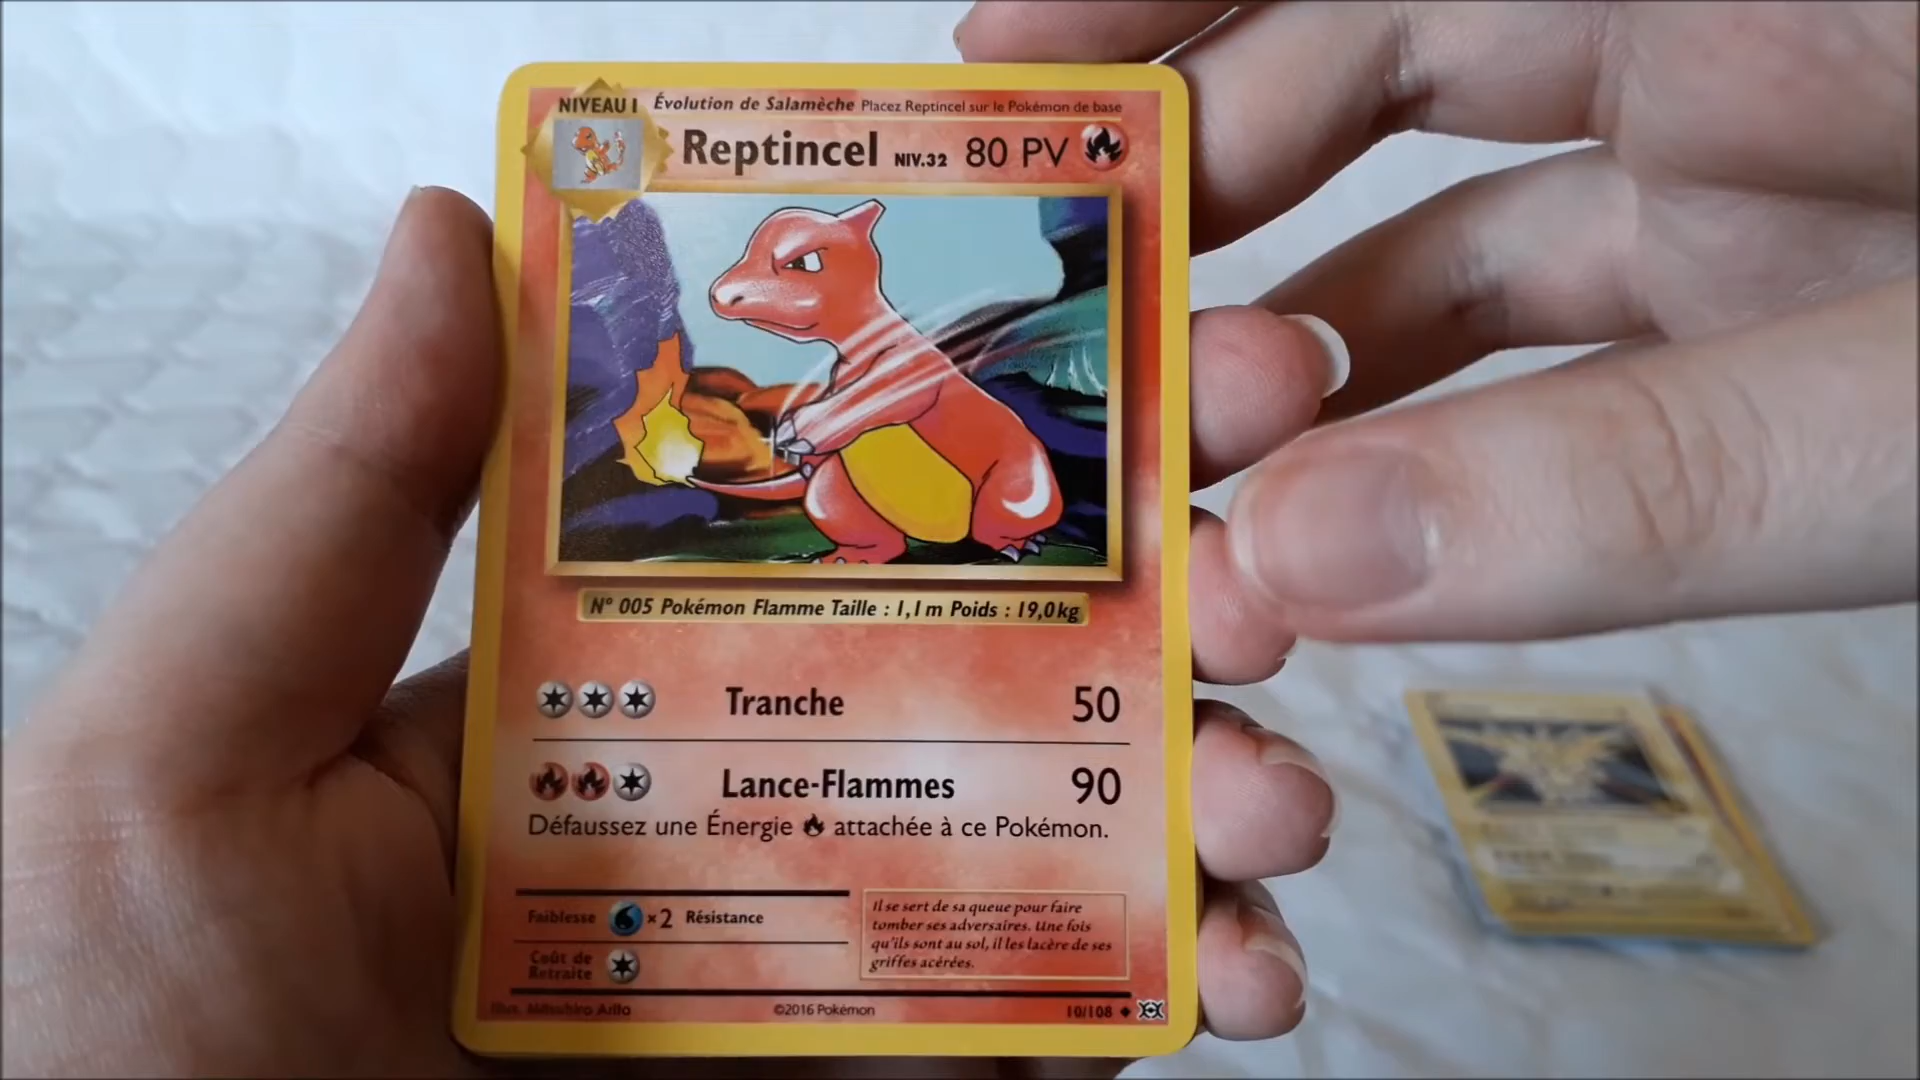 NIVEAU 1 Évolution de Salamèche Placez Reptincel sur le Pokémon de base
Reptincel NIV.32 80 PV
N° 005 Pokémon Flamme Taille : 1,1 m Poids : 19,0 kg
Tranche 50
Lance-Flammes 90
Défaussez une Énergie attachée à ce Pokémon.
Faiblesse ×2 Résistance
Coût de
Retraite
Il se sert de sa queue pour faire
tomber ses adversaires. Une fois
qu'ils sont au sol, il les lacère de ses
griffes acérées.
Illus. Mitsuhiro Arita
©2016 Pokémon
10/108